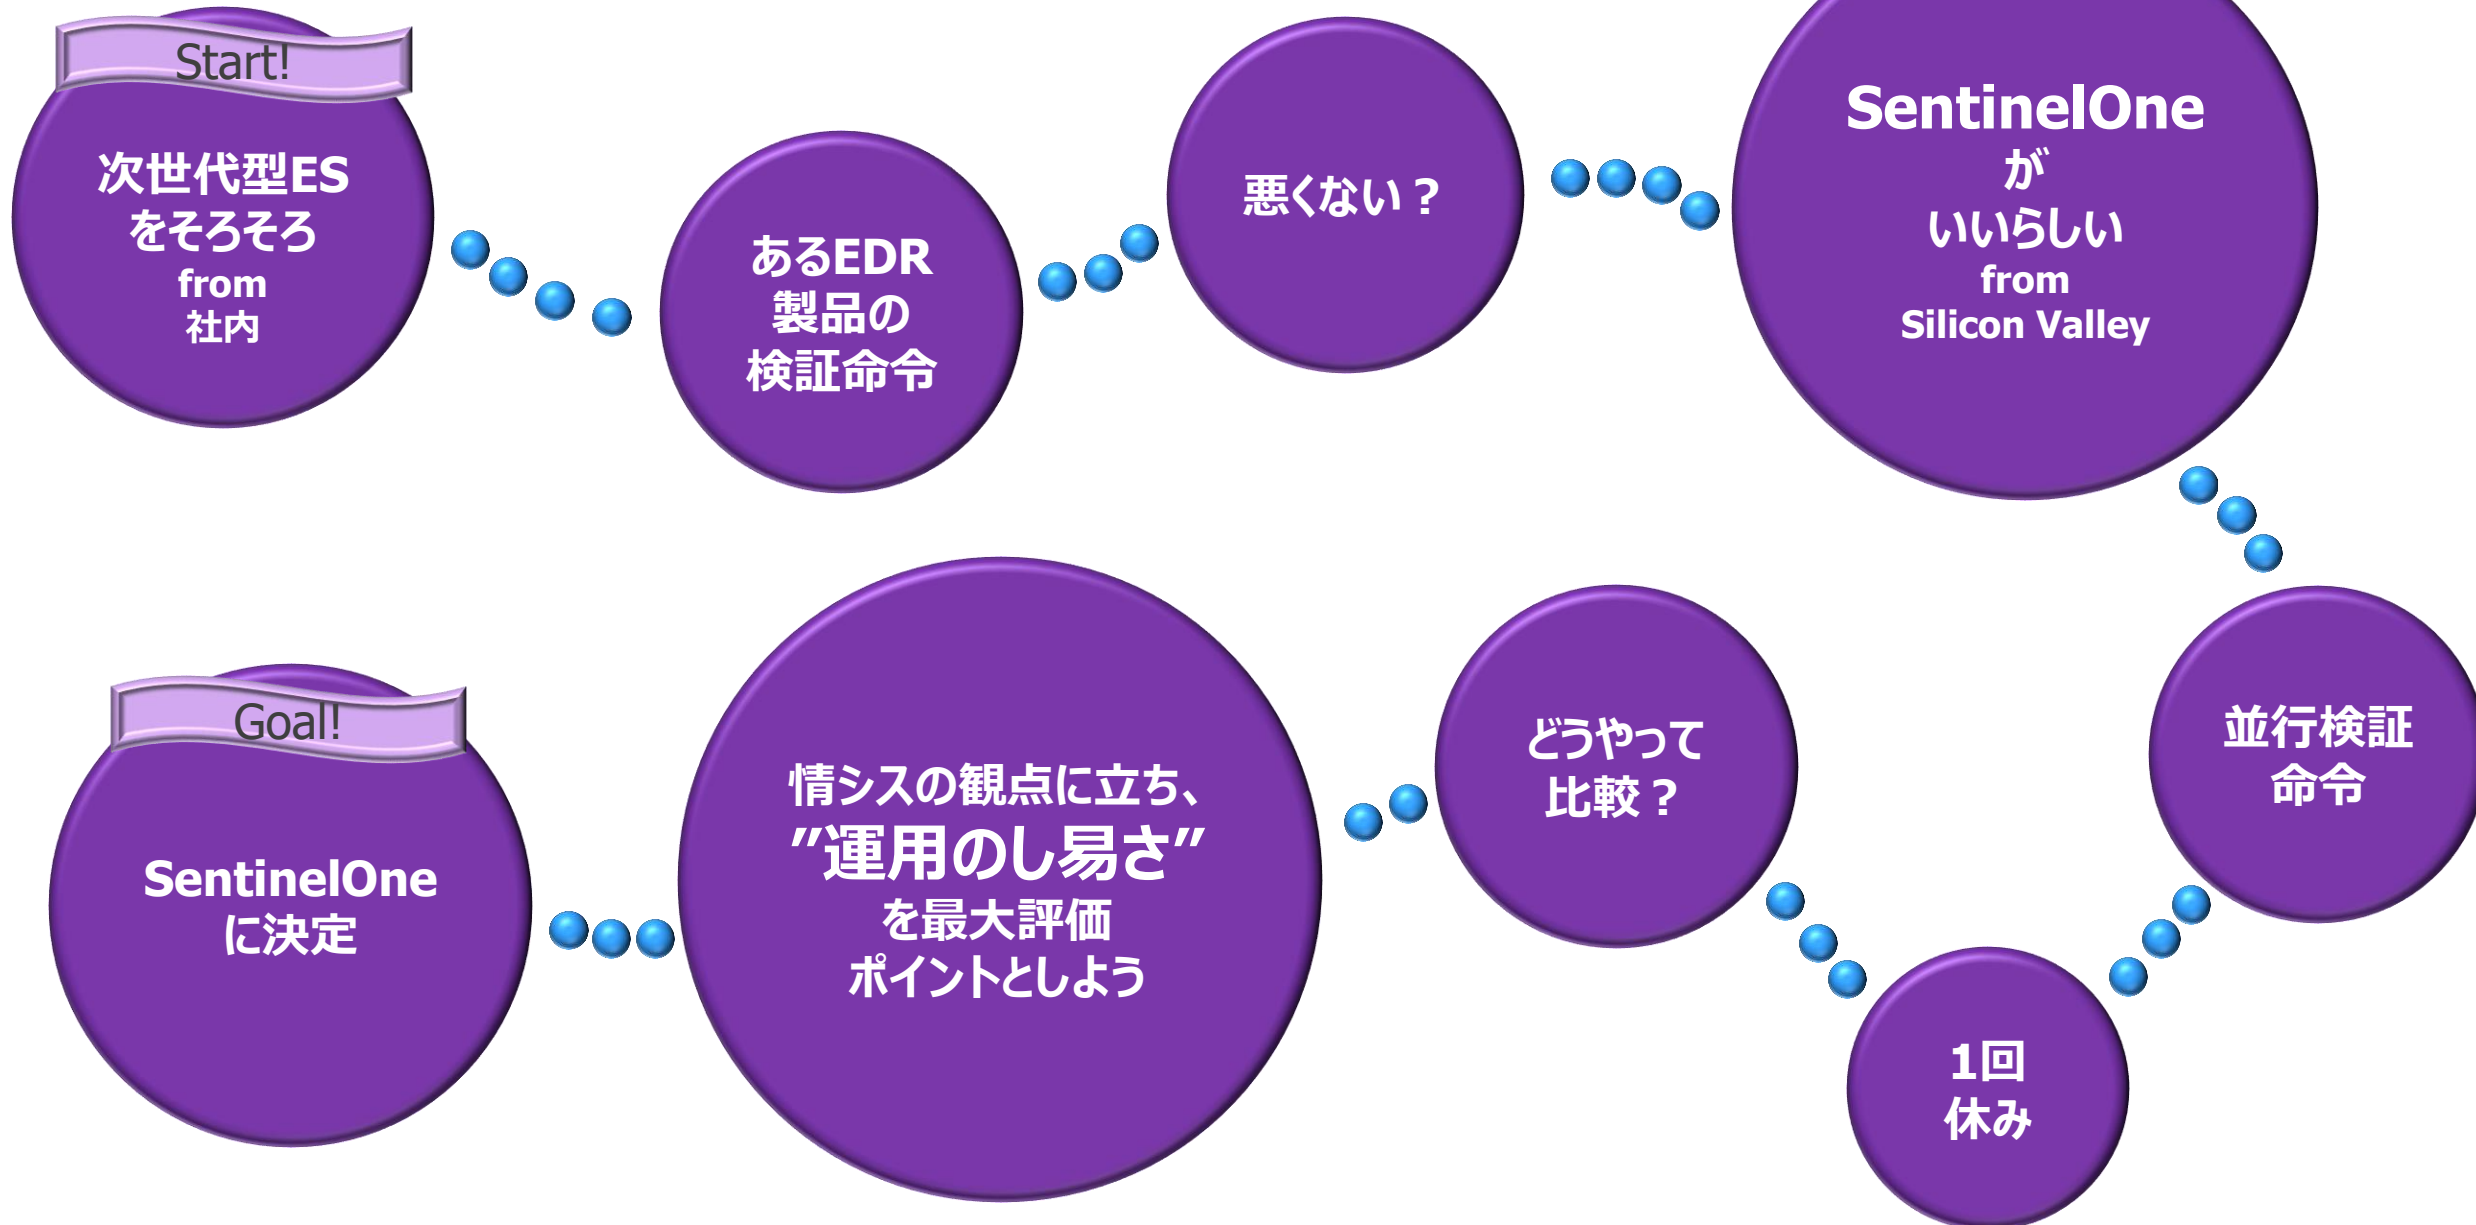 Start!
次世代型ES
をそろそろ
from
社内
あるEDR
製品の
検証命令
悪くない？
SentinelOne
が
いいらしい
from
Silicon Valley
並行検証
命令
1回
休み
どうやって
比較？
情シスの観点に立ち、
”運用のし易さ”
を最大評価
ポイントとしよう
Goal!
SentinelOne
に決定